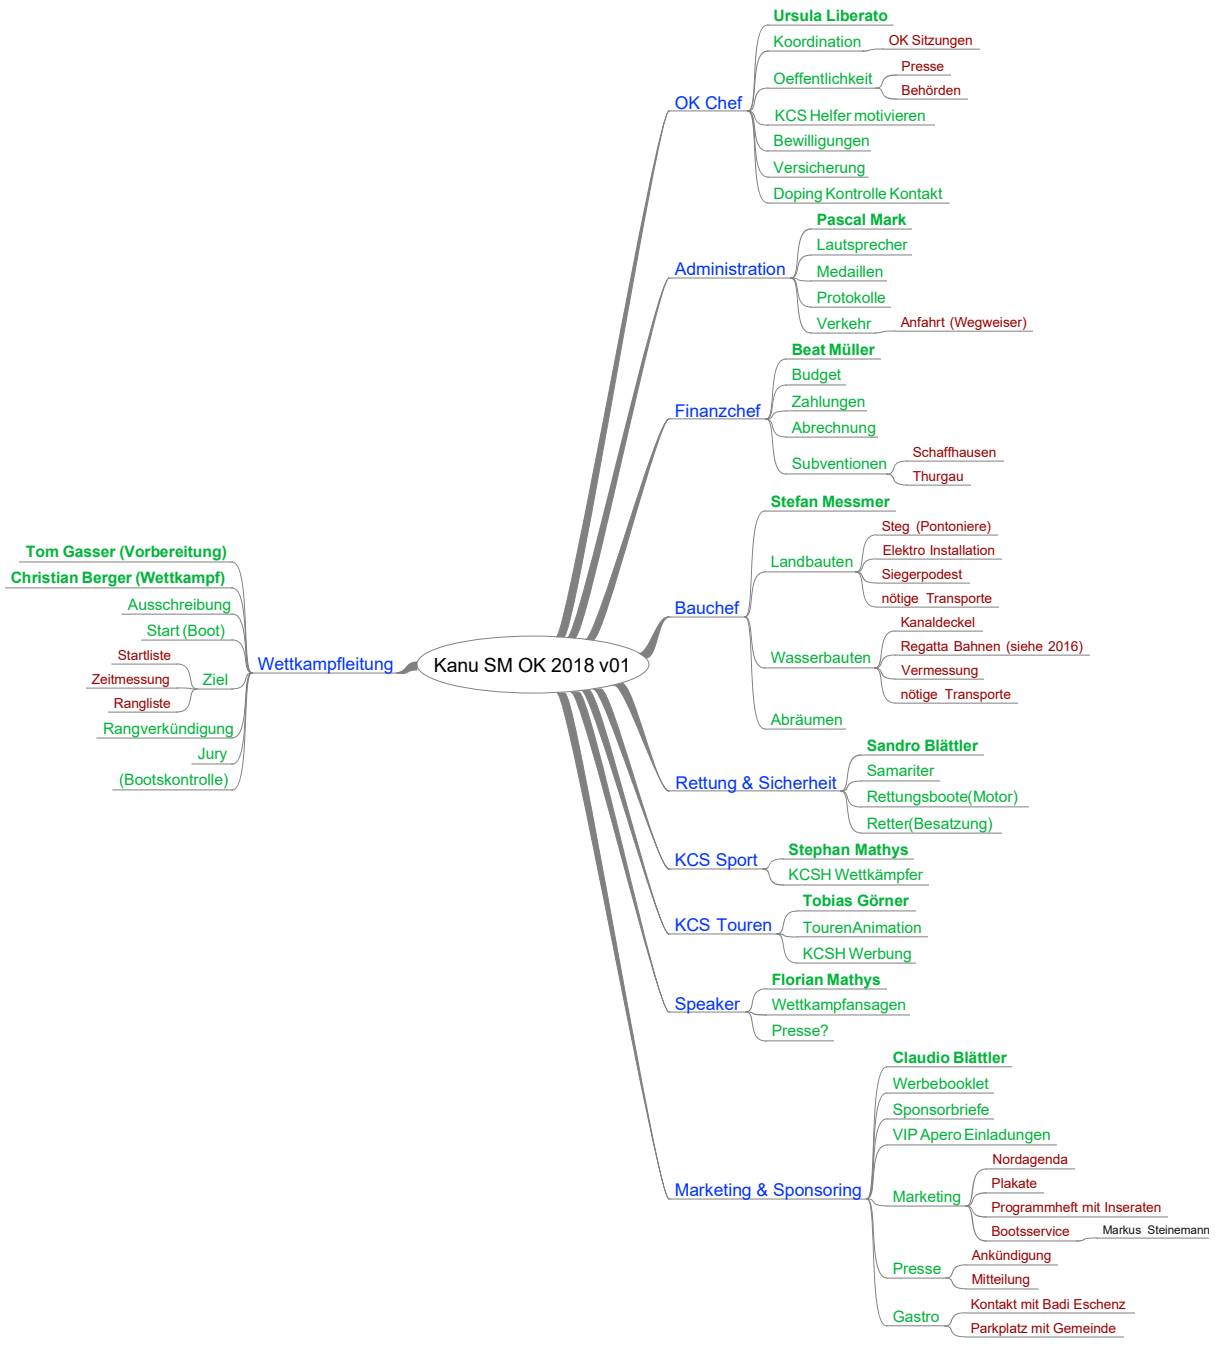 Kanu SM OK 2018 v01
OK Chef
Ursula Liberato
Koordination
OK Sitzungen
Oeffentlichkeit
Presse
Behörden
KCS Helfer motivieren
Bewilligungen
Versicherung
Doping Kontrolle Kontakt
Administration
Pascal Mark
Lautsprecher
Medaillen
Protokolle
Verkehr
Anfahrt (Wegweiser)
Finanzchef
Beat Müller
Budget
Zahlungen
Abrechnung
Subventionen
Schaffhausen
Thurgau
Bauchef
Stefan Messmer
Landbauten
Steg (Pontoniere)
Elektro Installation
Siegerpodest
nötige Transporte
Wasserbauten
Kanaldeckel
Regatta Bahnen (siehe 2016)
Vermessung
nötige Transporte
Abräumen
Rettung & Sicherheit
Sandro Blättler
Samariter
Rettungsboote(Motor)
Retter(Besatzung)
KCS Sport
Stephan Mathys
KCSH Wettkämpfer
KCS Touren
Tobias Görner
TourenAnimation
KCSH Werbung
Speaker
Florian Mathys
Wettkampfansagen
Presse?
Marketing & Sponsoring
Claudio Blättler
Werbebooklet
Sponsorbriefe
VIP Apero Einladungen
Marketing
Nordagenda
Plakate
Programmheft mit Inseraten
Bootsservice
Markus Steinemann
Presse
Ankündigung
Mitteilung
Gastro
Kontakt mit Badi Eschenz
Parkplatz mit Gemeinde
Wettkampfleitung
Tom Gasser (Vorbereitung)
Christian Berger (Wettkampf)
Ausschreibung
Start (Boot)
Ziel
Startliste
Zeitmessung
Rangliste
Rangverkündigung
Jury
(Bootskontrolle)